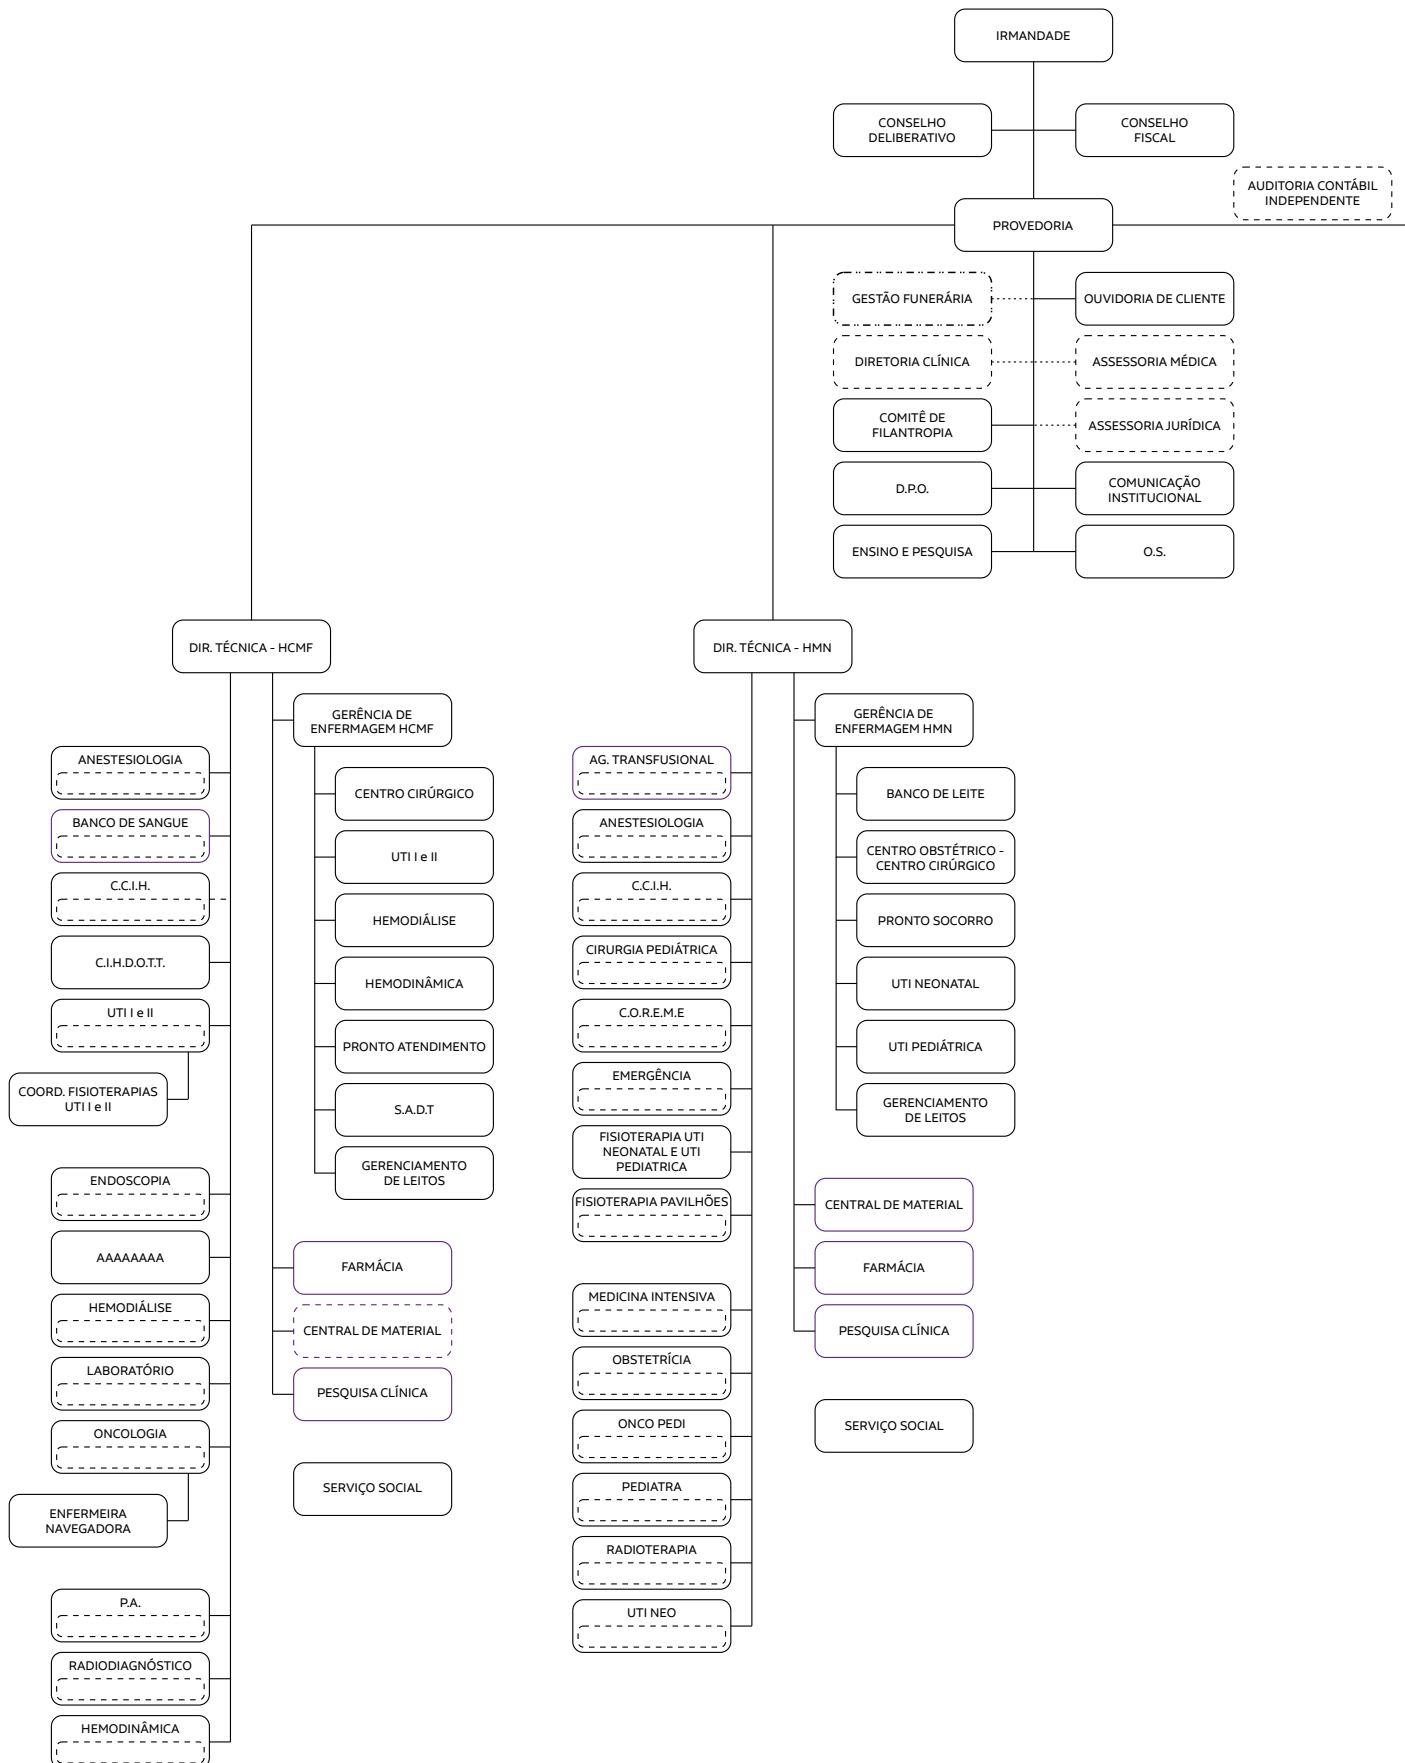 IRMANDADE
CONSELHO
DELIBERATIVO
CONSELHO
FISCAL
AUDITORIA CONTÁBIL
INDEPENDENTE
PROVEDORIA
GESTÃO FUNERÁRIA
OUVIDORIA DE CLIENTE
DIRETORIA CLÍNICA
ASSESSORIA MÉDICA
COMITÊ DE
FILANTROPIA
ASSESSORIA JURÍDICA
D.P.O.
COMUNICAÇÃO
INSTITUCIONAL
ENSINO E PESQUISA
O.S.
DIR. TÉCNICA - HCMF
GERÊNCIA DE
ENFERMAGEM HCMF
ANESTESIOLOGIA
BANCO DE SANGUE
C.C.I.H.
C.I.H.D.O.T.T.
UTI I e II
COORD. FISIOTERAPIAS
UTI I e II
ENDOSCOPIA
AAAAAAAA
HEMODIÁLISE
LABORATÓRIO
ONCOLOGIA
ENFERMEIRA
NAVEGADORA
P.A.
RADIODIAGNÓSTICO
HEMODINÂMICA
CENTRO CIRÚRGICO
UTI I e II
HEMODIÁLISE
HEMODINÂMICA
PRONTO ATENDIMENTO
S.A.D.T
GERENCIAMENTO
DE LEITOS
FARMÁCIA
CENTRAL DE MATERIAL
PESQUISA CLÍNICA
SERVIÇO SOCIAL
DIR. TÉCNICA - HMN
GERÊNCIA DE
ENFERMAGEM HMN
AG. TRANSFUSIONAL
ANESTESIOLOGIA
C.C.I.H.
CIRURGIA PEDIÁTRICA
C.O.R.E.M.E
EMERGÊNCIA
FISIOTERAPIA UTI
NEONATAL E UTI
PEDIATRICA
FISIOTERAPIA PAVILHÕES
MEDICINA INTENSIVA
OBSTETRÍCIA
ONCO PEDI
PEDIATRA
RADIOTERAPIA
UTI NEO
BANCO DE LEITE
CENTRO OBSTÉTRICO -
CENTRO CIRÚRGICO
PRONTO SOCORRO
UTI NEONATAL
UTI PEDIÁTRICA
GERENCIAMENTO
DE LEITOS
CENTRAL DE MATERIAL
FARMÁCIA
PESQUISA CLÍNICA
SERVIÇO SOCIAL